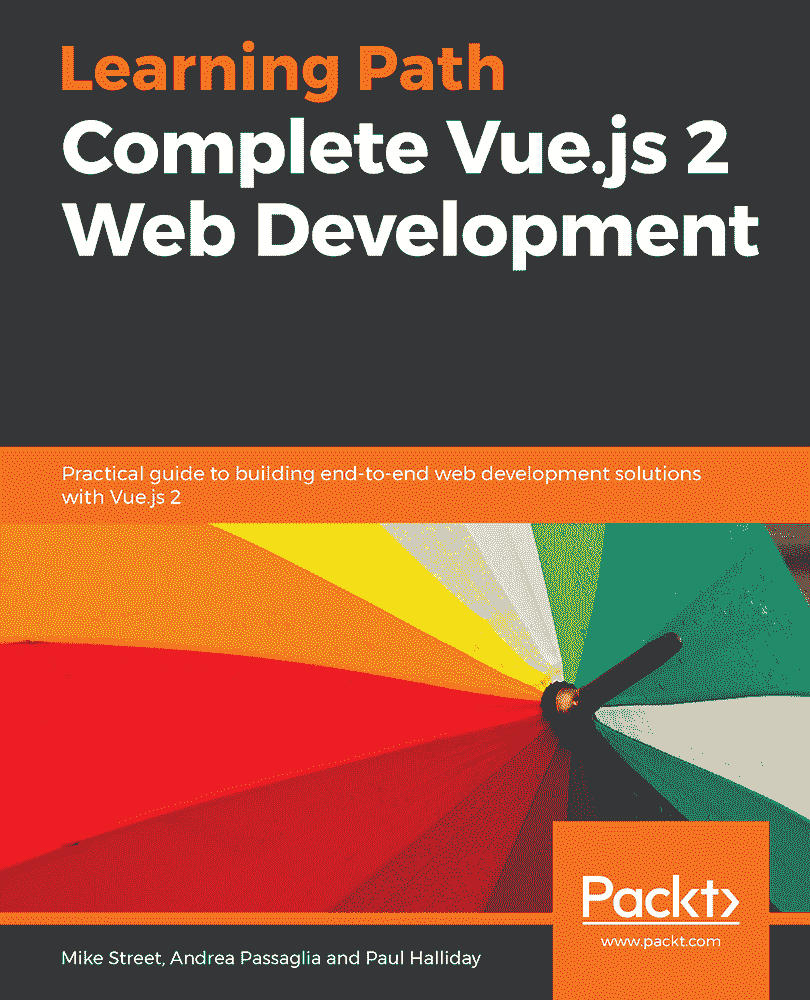 Learning Path
Complete Vue.js 2
Web Development
Practical guide to building end-to-end web development solutions
with Vue.js 2
Packt>
www.packt.com
Mike Street, Andrea Passaglia and Paul Halliday